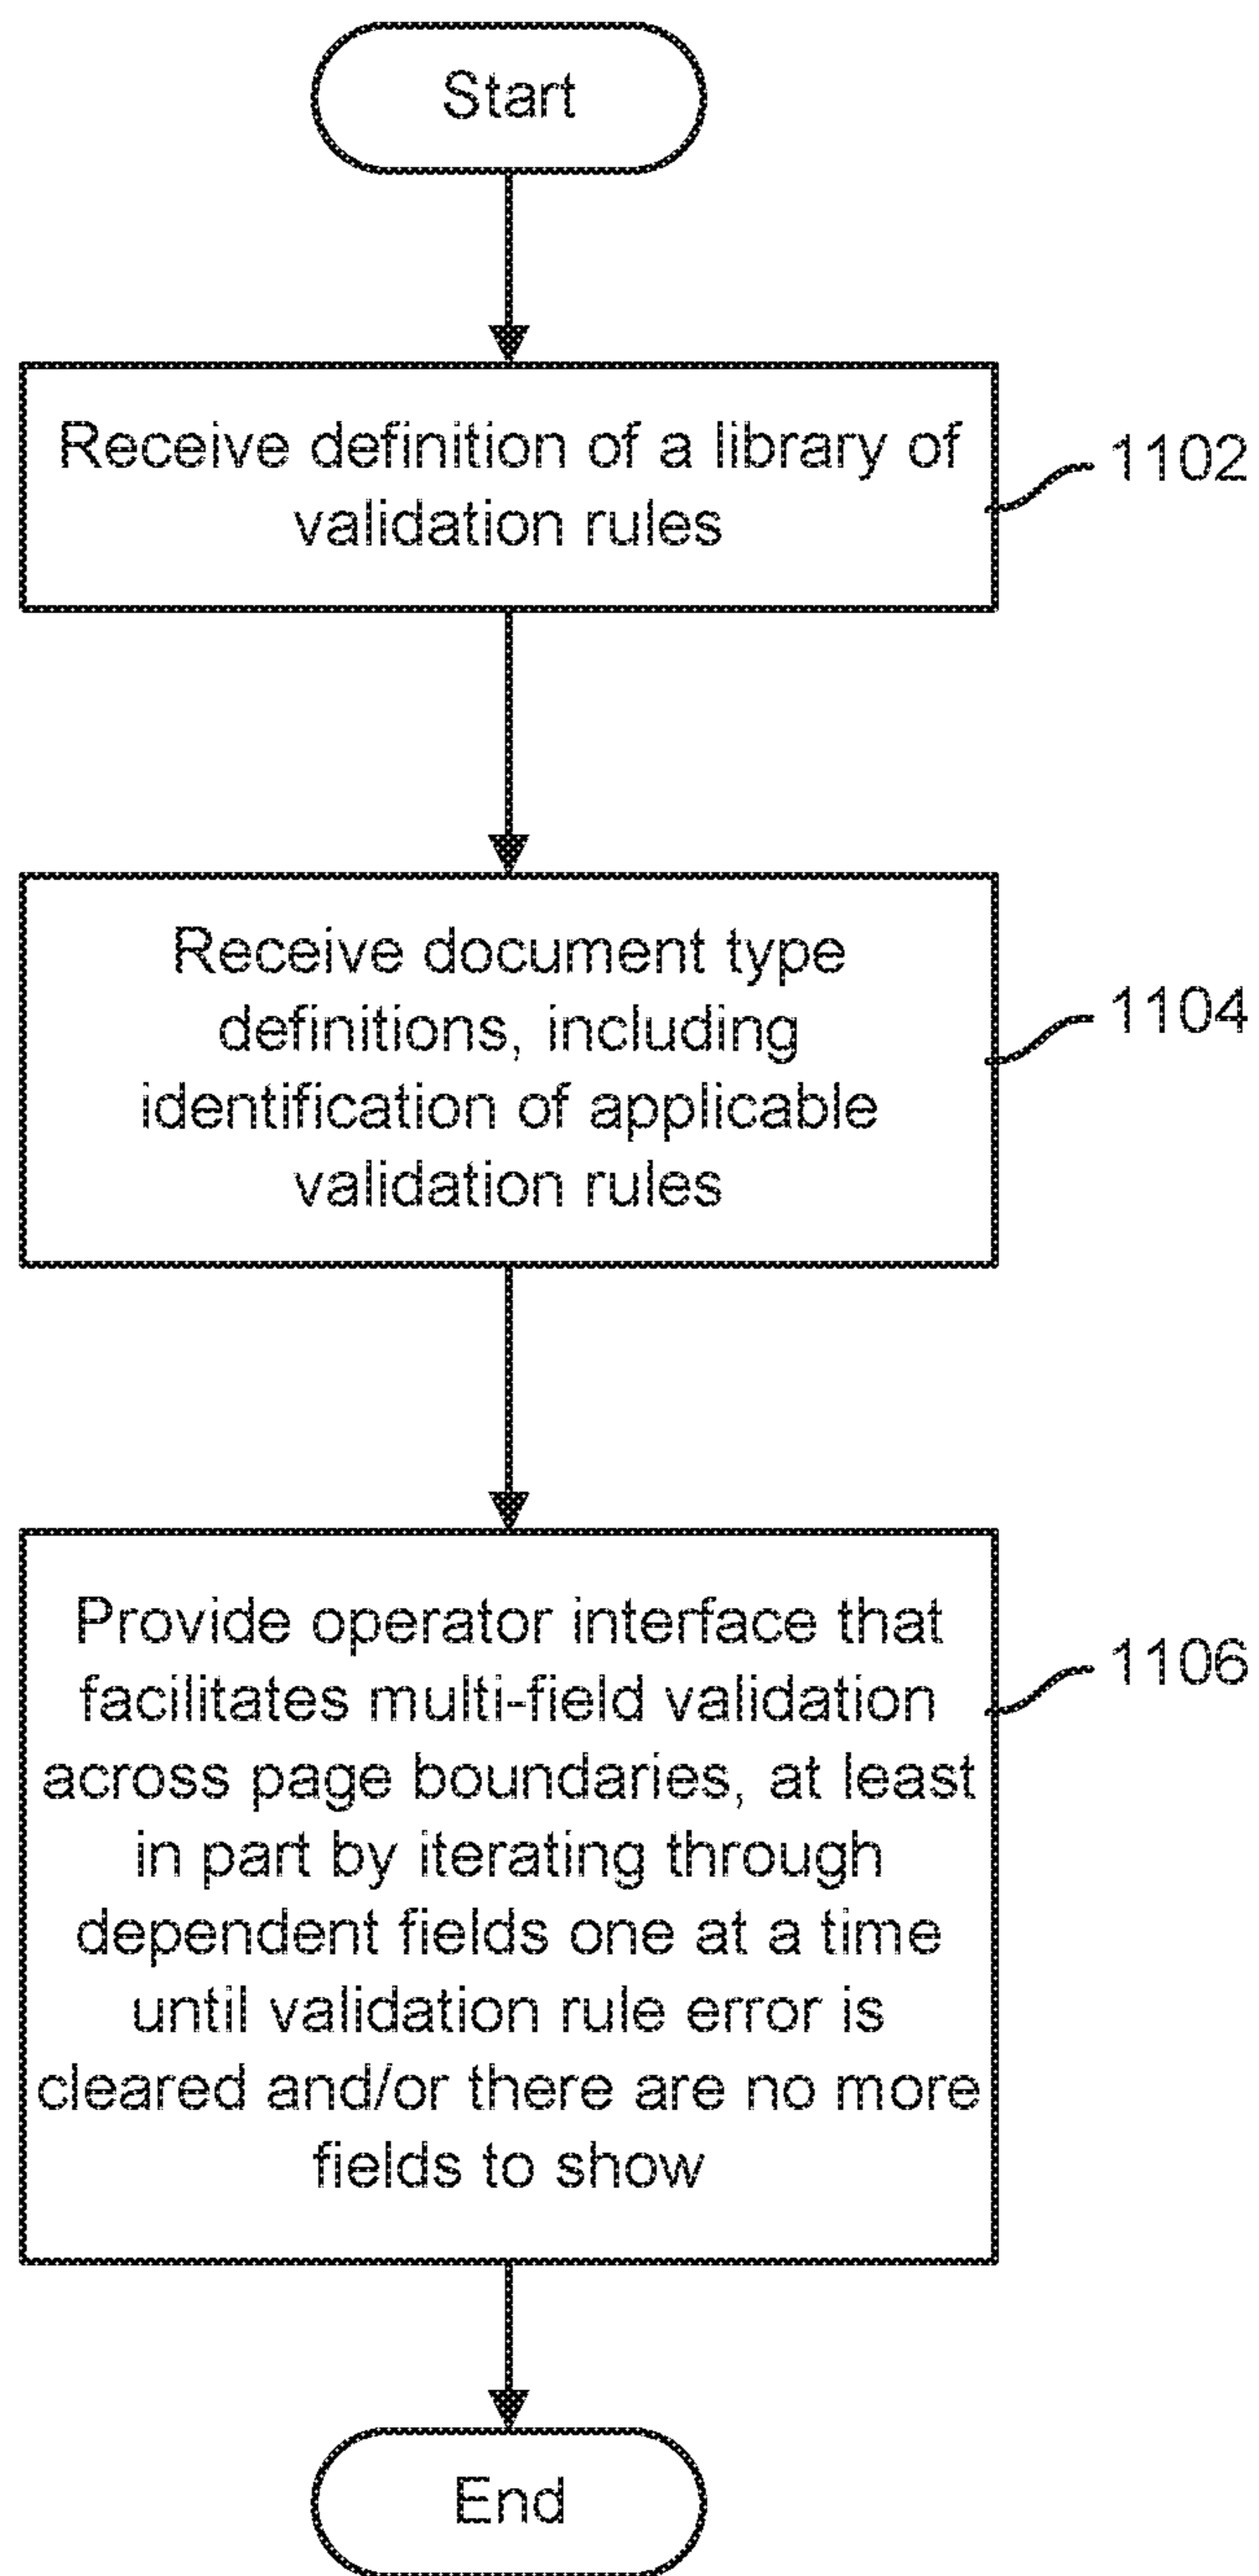 Start
Receive definition of a library of
validation rules
1102
Receive document type
definitions, including
identification of applicable
validation rules
1104
Provide operator interface that
facilitates multi-field validation
across page boundaries, at least
in part by iterating through
dependent fields one at a time
until validation rule error is
cleared and/or there are no more
fields to show
1106
End